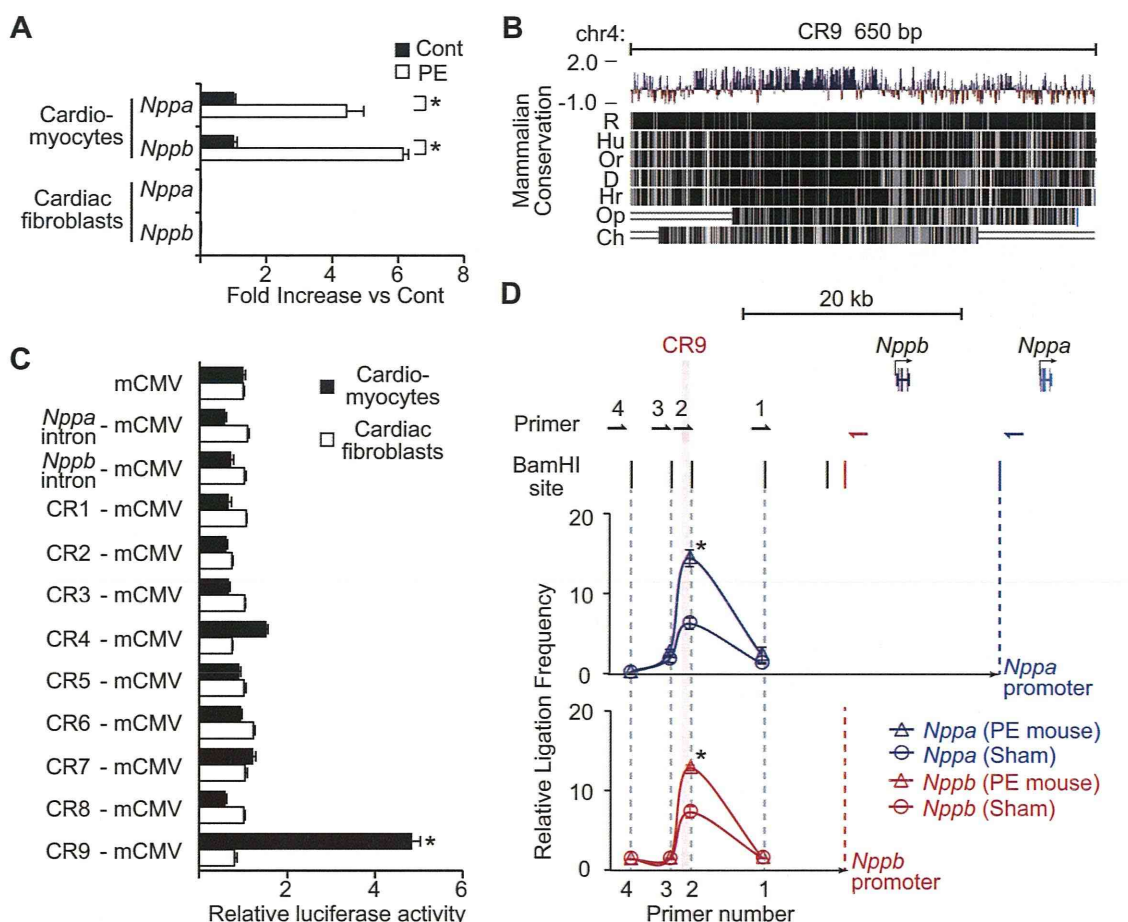 A
Cont
PE
Cardio-
myocytes
Nppa
*
Nppb
*
Cardiac
fibroblasts
Nppa
Nppb
2 4 6 8
Fold Increase vs Cont
B
chr4:
CR9 650 bp
2.0
-1.0
Mammalian
Conservation
R
Hu
Or
D
Hr
Op
Ch
C
Cardio-
myocytes
Cardiac
fibroblasts
mCMV
Nppa
intron - mCMV
Nppb
intron - mCMV
CR1 - mCMV
CR2 - mCMV
CR3 - mCMV
CR4 - mCMV
CR5 - mCMV
CR6 - mCMV
CR7 - mCMV
CR8 - mCMV
CR9 - mCMV
*
2 4 6
Relative luciferase activity
D
20 kb
CR9
Nppb
Nppa
Primer
4 3 2 1
1 1
BamHI
site
Relative Ligation Frequency
20
10
0
*
Nppa
promoter
20
10
0
*
Nppa (PE mouse)
Nppa (Sham)
Nppb (PE mouse)
Nppb (Sham)
Nppb
promoter
4 3 2 1
Primer number